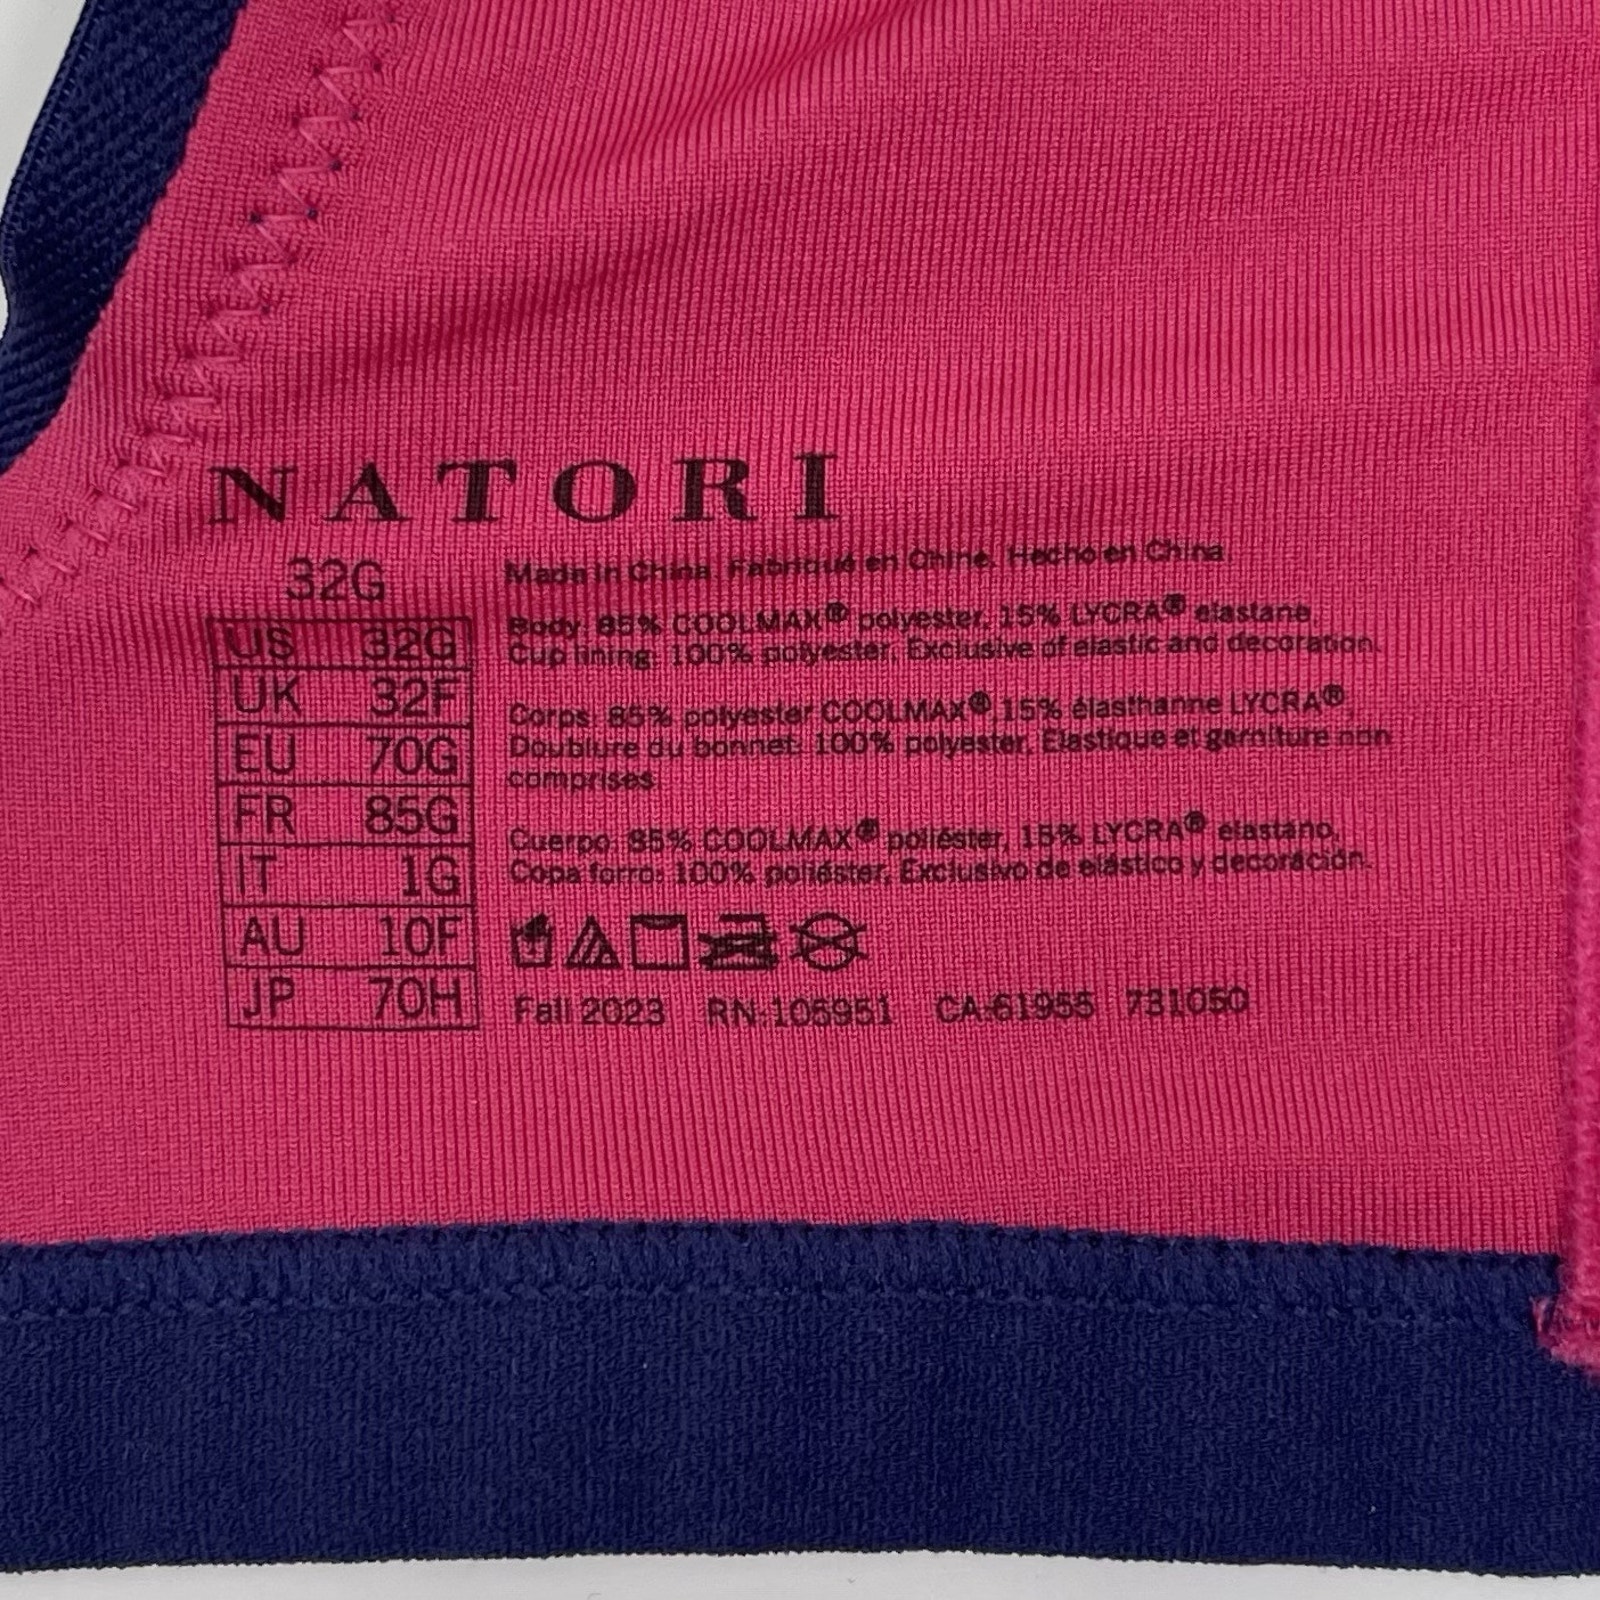 NATORI
32G
US 32G
UK 32F
EU 70G
FR 85G
IT 1G
AU 10F
JP 70H
Made in China. Fabriqué en Chine. Hecho en China
Body: 85% COOLMAX® polyester, 15% LYCRA® elastane,
Cup lining: 100% polyester, Exclusive of elastic and decoration.
Corps: 85% polyester COOLMAX®, 15% élasthanne LYCRA®,
Doublure du bonnet: 100% polyester, Elastique et garniture non
comprises.
Cuerpo: 85% COOLMAX® poliéster, 15% LYCRA® elastano,
Copa forro: 100% poliéster, Exclusivo de elástico y decoración.
Fall 2023 RN:105951 CA:61955 731050